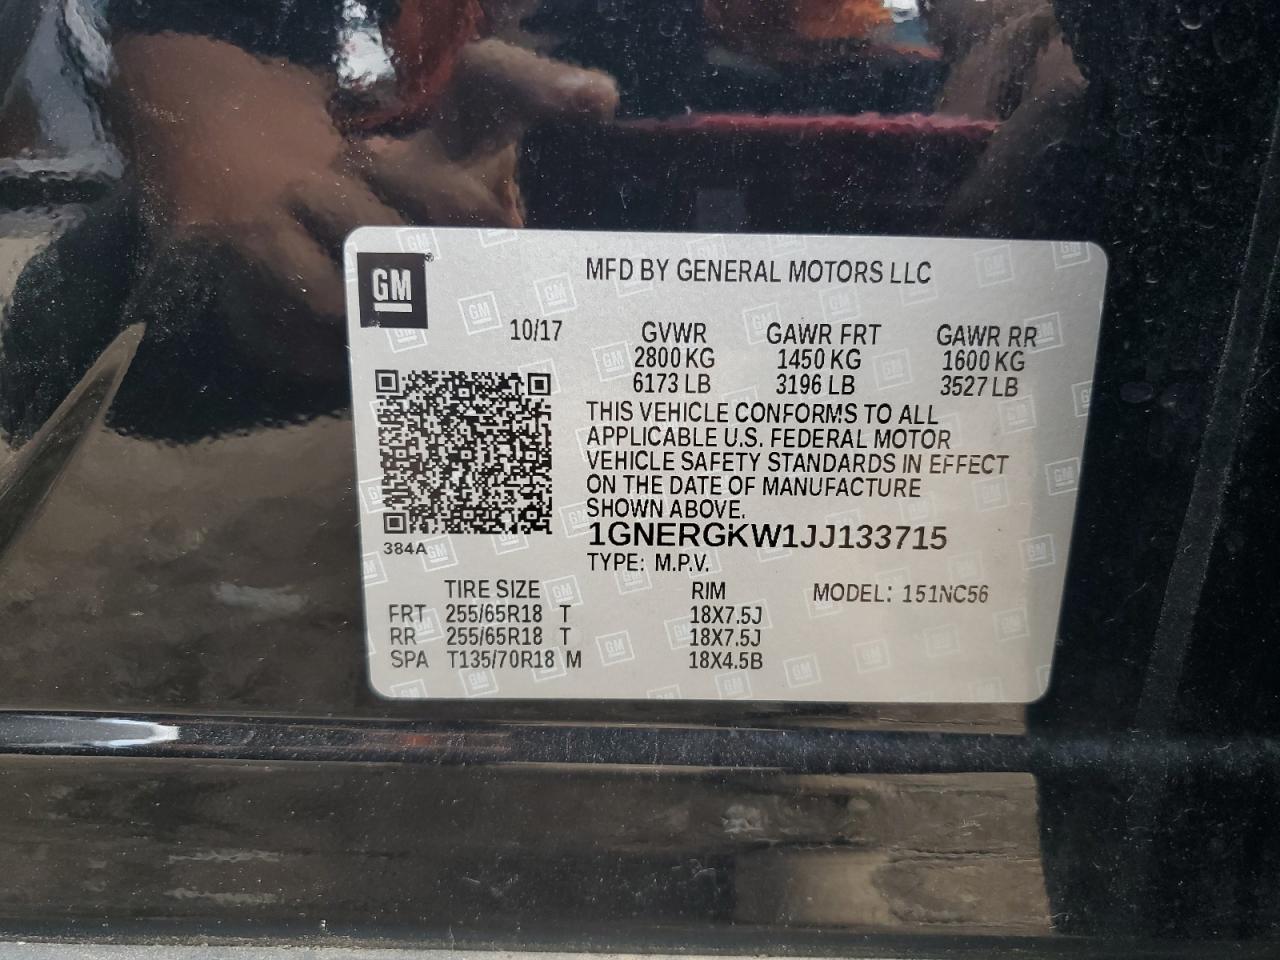 GM
MFD BY GENERAL MOTORS LLC
10/17 GVWR GAWR FRT GAWR RR
2800 KG 1450 KG 1600 KG
6173 LB 3196 LB 3527 LB
THIS VEHICLE CONFORMS TO ALL
APPLICABLE U.S. FEDERAL MOTOR
VEHICLE SAFETY STANDARDS IN EFFECT
ON THE DATE OF MANUFACTURE
SHOWN ABOVE.
384A
1GNERGKW1JJ133715
TYPE: M.P.V.
TIRE SIZE RIM MODEL: 151NC56
FRT 255/65R18 T 18X7.5J
RR 255/65R18 T 18X7.5J
SPA T135/70R18 M 18X4.5B